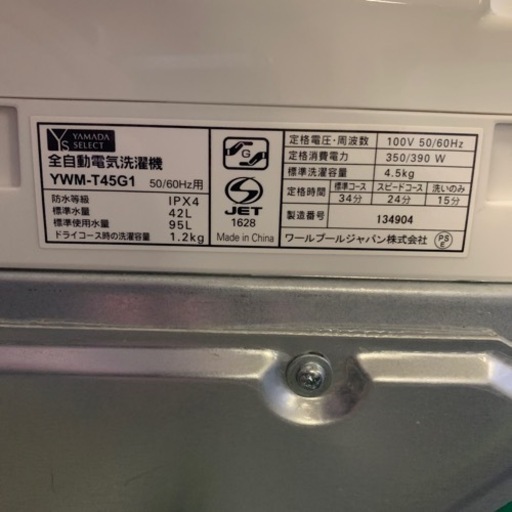 YS YAMADA SELECT
全自動電気洗濯機
YWM-T45G1 50/60Hz用
防水等級 IPX4
標準水量 42L
標準使用水量 95L
ドライコース時の洗濯容量 1.2kg
G
S
JET
1628
Made in China
定格電圧・周波数 100V 50/60Hz
定格消費電力 350/390 W
標準洗濯容量 4.5kg
定格時間 標準コース スピードコース 洗いのみ
34分 24分 15分
製造番号 134904
ワールプールジャパン株式会社 PSE